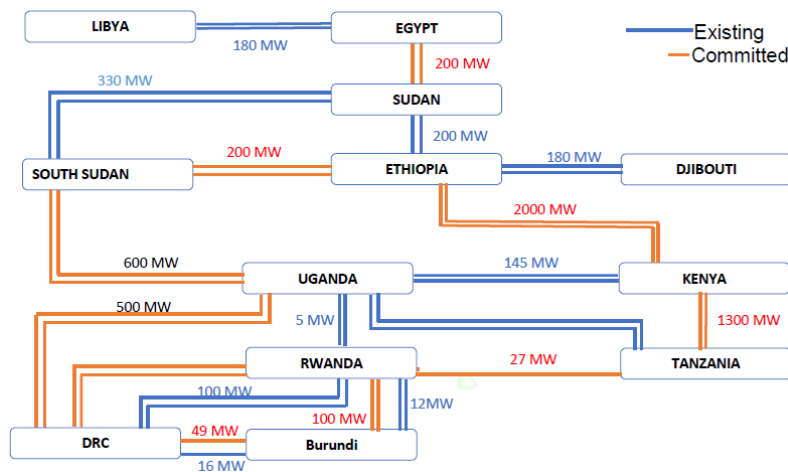 LIBYA
EGYPT
Existing
180 MW
Committed
200 MW
330 MW
SUDAN
200 MW
200 MW
SOUTH SUDAN
ETHIOPIA
180 MW
DJIBOUTI
2000 MW
600 MW
UGANDA
145 MW
KENYA
500 MW
5 MW
1300 MW
RWANDA
27 MW
TANZANIA
100 MW
100 MW
12MW
DRC
49 MW
Burundi
16 MW